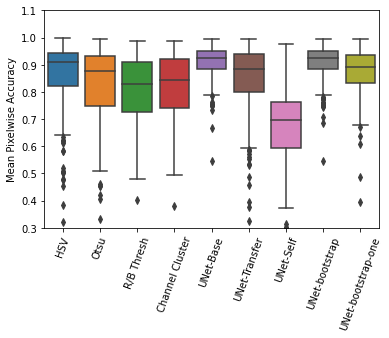 1.1
1.0
0.9
0.8
0.7
0.6
0.5
0.4
0.3
Mean Pixelwise Accuracy
HSV
Otsu
R/B Thresh
Channel Cluster
UNet-Base
UNet-Transfer
UNet-Self
UNet-bootstrap
UNet-bootstrap-one